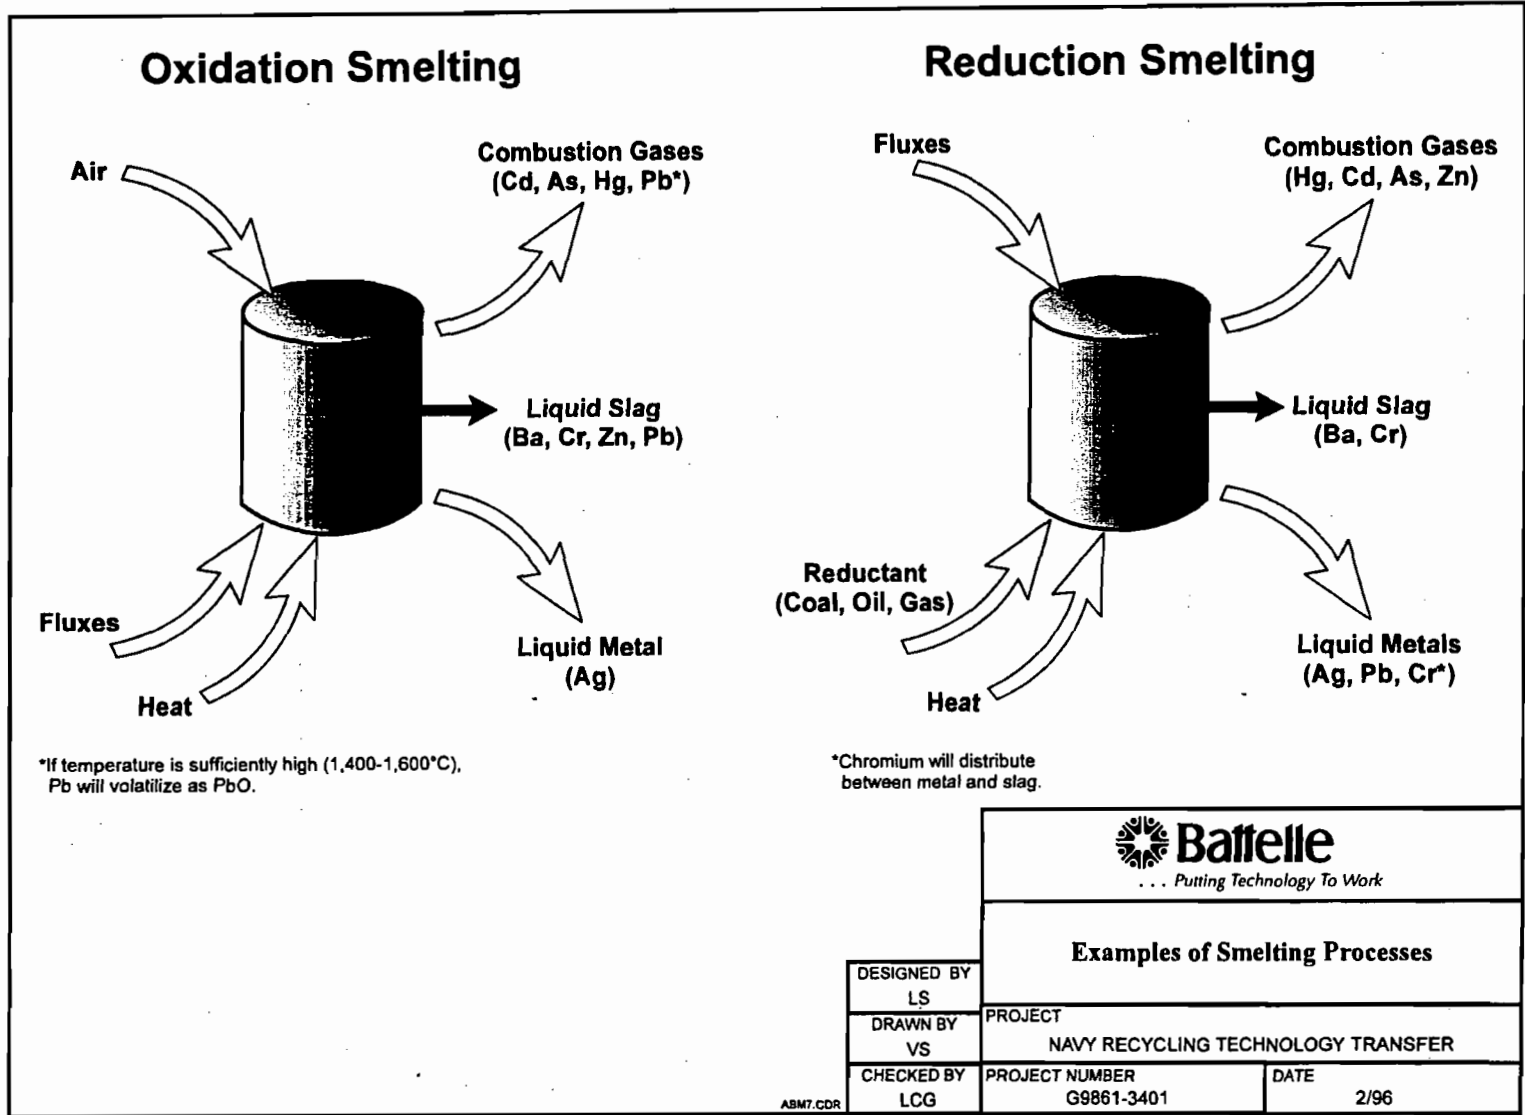 Oxidation Smelting
Air
Combustion Gases
(Cd, As, Hg, Pb*)
Liquid Slag
(Ba, Cr, Zn, Pb)
Fluxes
Heat
Liquid Metal
(Ag)
*If temperature is sufficiently high (1,400-1,600°C),
Pb will volatilize as PbO.
Reduction Smelting
Fluxes
Combustion Gases
(Hg, Cd, As, Zn)
Liquid Slag
(Ba, Cr)
Reductant
(Coal, Oil, Gas)
Heat
Liquid Metals
(Ag, Pb, Cr*)
*Chromium will distribute
between metal and slag.
Battelle
. . . Putting Technology To Work
Examples of Smelting Processes
DESIGNED BY
LS
DRAWN BY
VS
CHECKED BY
LCG
PROJECT
NAVY RECYCLING TECHNOLOGY TRANSFER
PROJECT NUMBER
G9861-3401
DATE
2/96
ABM7.CDR